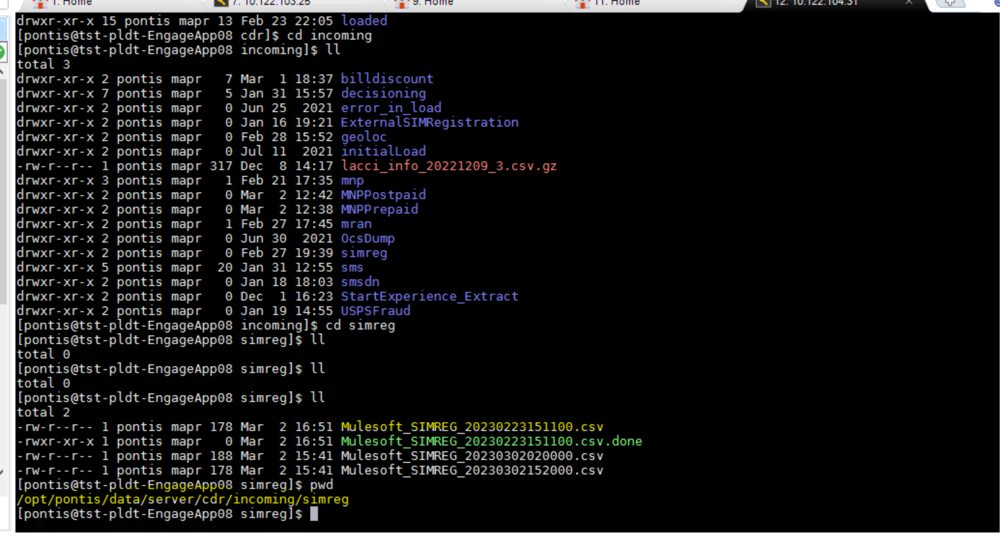 1. Home 7. 10.122.103.25 9. Home 11. Home 12. 10.122.104.31
drwxr-xr-x 15 pontis mapr 13 Feb 23 22:05 loaded
[pontis@tst-pldt-EngageApp08 cdr]$ cd incoming
[pontis@tst-pldt-EngageApp08 incoming]$ ll
total 3
drwxr-xr-x 2 pontis mapr   7 Mar  1 18:37 billdiscount
drwxr-xr-x 7 pontis mapr   5 Jan 31 15:57 decisioning
drwxr-xr-x 2 pontis mapr   0 Jun 25  2021 error_in_load
drwxr-xr-x 2 pontis mapr   0 Jan 16 19:21 ExternalSIMRegistration
drwxr-xr-x 2 pontis mapr   0 Feb 28 15:52 geoloc
drwxr-xr-x 2 pontis mapr   0 Jul 11  2021 initialLoad
-rw-r--r-- 1 pontis mapr 317 Dec  8 14:17 lacci_info_20221209_3.csv.gz
drwxr-xr-x 3 pontis mapr   1 Feb 21 17:35 mnp
drwxr-xr-x 2 pontis mapr   0 Mar  2 12:42 MNPPostpaid
drwxr-xr-x 2 pontis mapr   0 Mar  2 12:38 MNPPrepaid
drwxr-xr-x 2 pontis mapr   1 Feb 27 17:45 mran
drwxr-xr-x 2 pontis mapr   0 Jun 30  2021 OcsDump
drwxr-xr-x 2 pontis mapr   0 Feb 27 19:39 simreg
drwxr-xr-x 5 pontis mapr  20 Jan 31 12:55 sms
drwxr-xr-x 2 pontis mapr   0 Jan 18 18:03 smsdn
drwxr-xr-x 2 pontis mapr   0 Dec  1 16:23 StartExperience_Extract
drwxr-xr-x 2 pontis mapr   0 Jan 19 14:55 USPSFraud
[pontis@tst-pldt-EngageApp08 incoming]$ cd simreg
[pontis@tst-pldt-EngageApp08 simreg]$ ll
total 0
[pontis@tst-pldt-EngageApp08 simreg]$ ll
total 0
[pontis@tst-pldt-EngageApp08 simreg]$ ll
total 2
-rw-r--r-- 1 pontis mapr 178 Mar  2 16:51 Mulesoft_SIMREG_20230223151100.csv
-rwxr-xr-x 1 pontis mapr   0 Mar  2 16:51 Mulesoft_SIMREG_20230223151100.csv.done
-rw-r--r-- 1 pontis mapr 188 Mar  2 15:41 Mulesoft_SIMREG_20230302020000.csv
-rw-r--r-- 1 pontis mapr 178 Mar  2 15:41 Mulesoft_SIMREG_20230302152000.csv
[pontis@tst-pldt-EngageApp08 simreg]$ pwd
/opt/pontis/data/server/cdr/incoming/simreg
[pontis@tst-pldt-EngageApp08 simreg]$